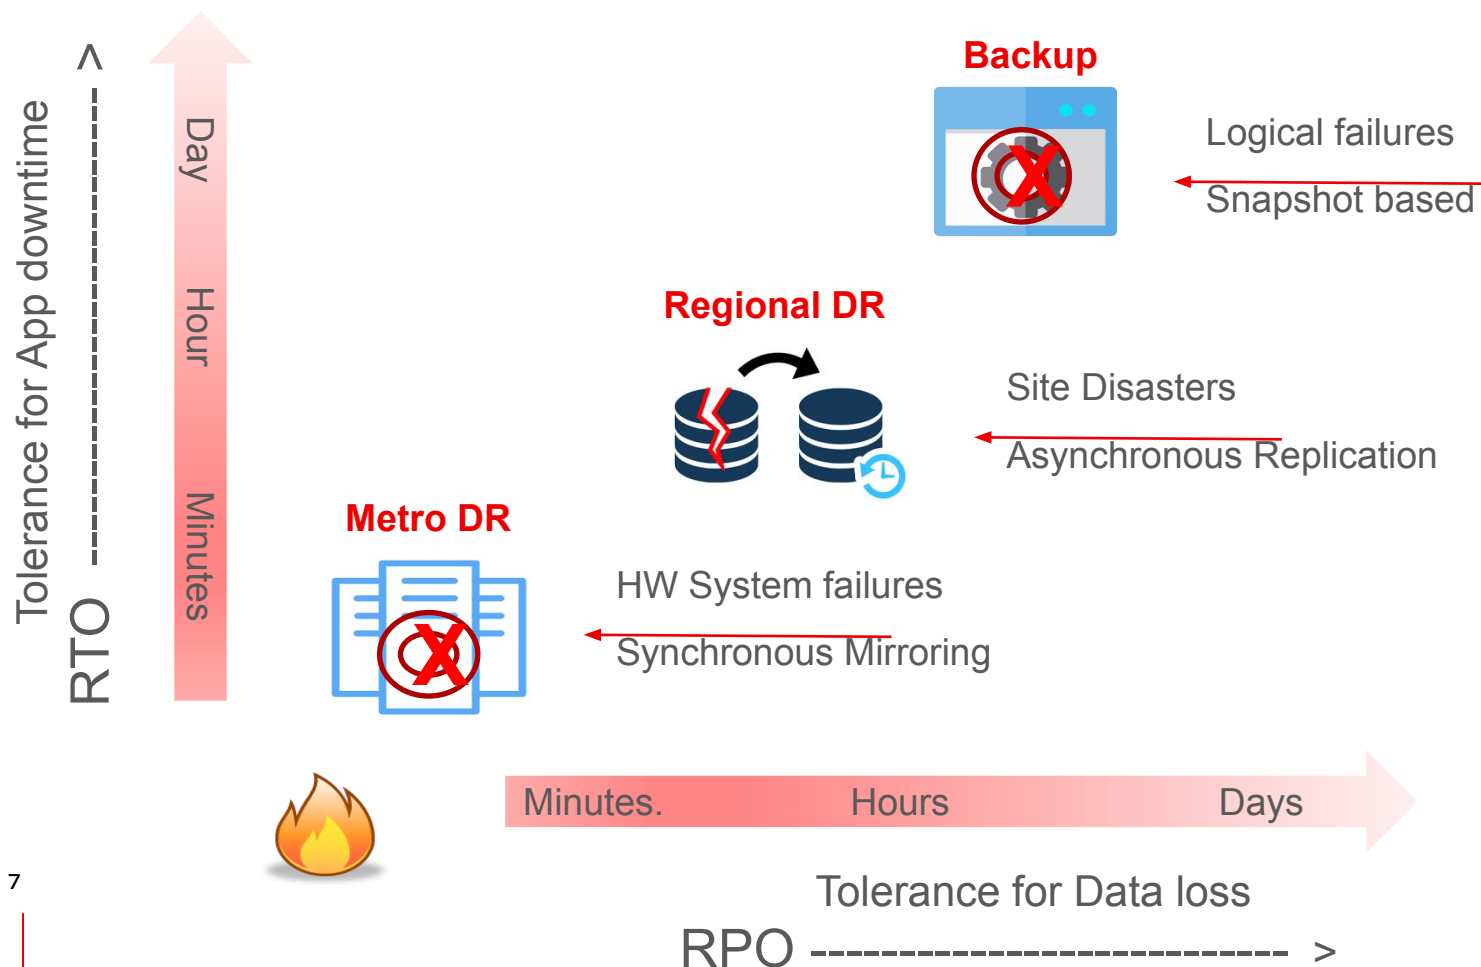 Backup
Logical failures
Snapshot based
Regional DR
Site Disasters
Asynchronous Replication
Metro DR
HW System failures
Synchronous Mirroring
X
X
Tolerance for App downtime
RTO ---------------------------- >
Day
Hour
Minutes
Minutes.
Hours
Days
Tolerance for Data loss
RPO ---------------------------- >
7